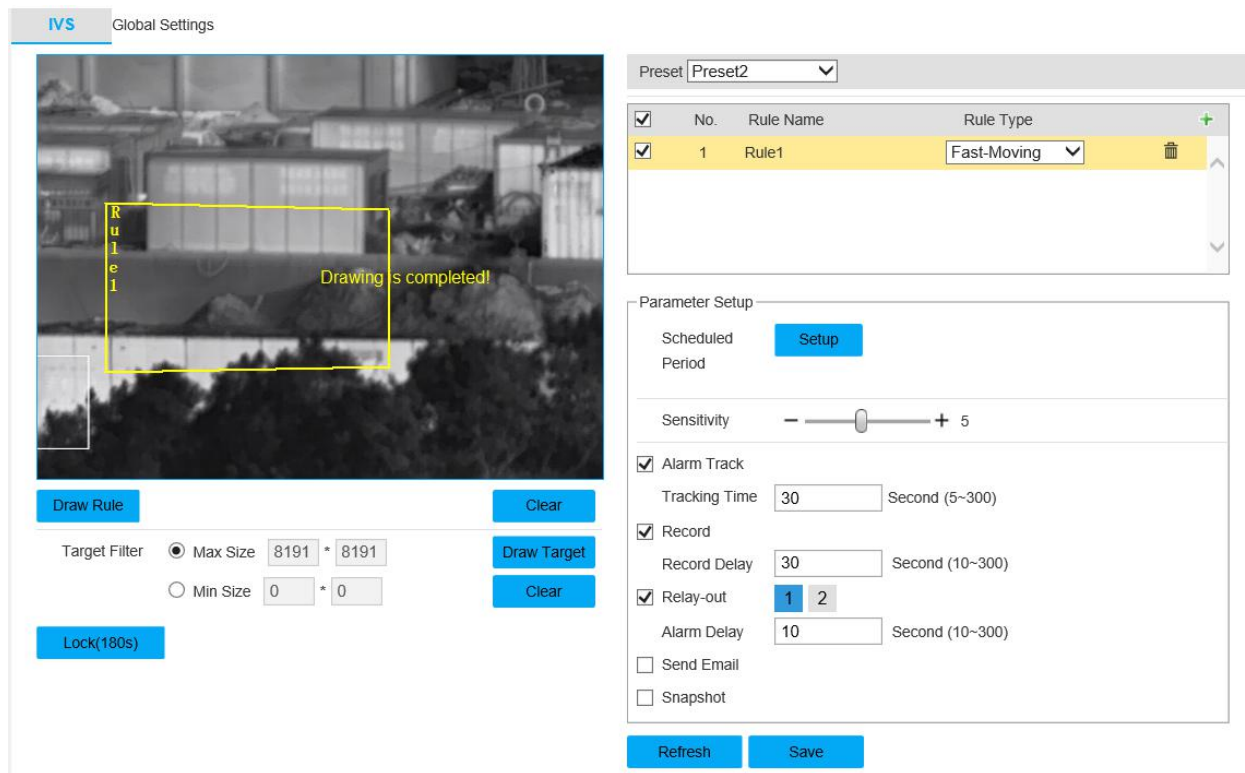 IVS Global Settings
Preset Preset2
No. Rule Name Rule Type
1 Rule1 Fast-Moving
Rule1
Drawing is completed!
Draw Rule Clear
Target Filter Max Size 8191 * 8191 Draw Target
Min Size 0 * 0 Clear
Lock(180s)
Parameter Setup
Scheduled
Period
Setup
Sensitivity 5
Alarm Track
Tracking Time 30 Second (5~300)
Record
Record Delay 30 Second (10~300)
Relay-out 1 2
Alarm Delay 10 Second (10~300)
Send Email
Snapshot
Refresh Save